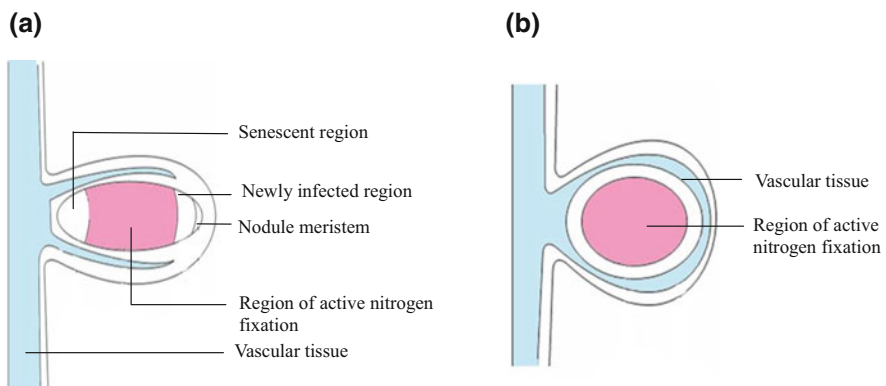 (a)
Senescent region
Newly infected region
Nodule meristem
Region of active nitrogen
fixation
Vascular tissue
(b)
Vascular tissue
Region of active
nitrogen fixation